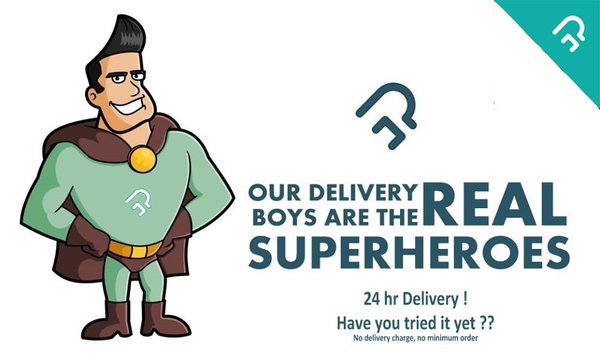 OUR DELIVERY
BOYS ARE THE REAL
SUPERHEROES
24 hr Delivery !
Have you tried it yet ??
No delivery charge, no minimum order